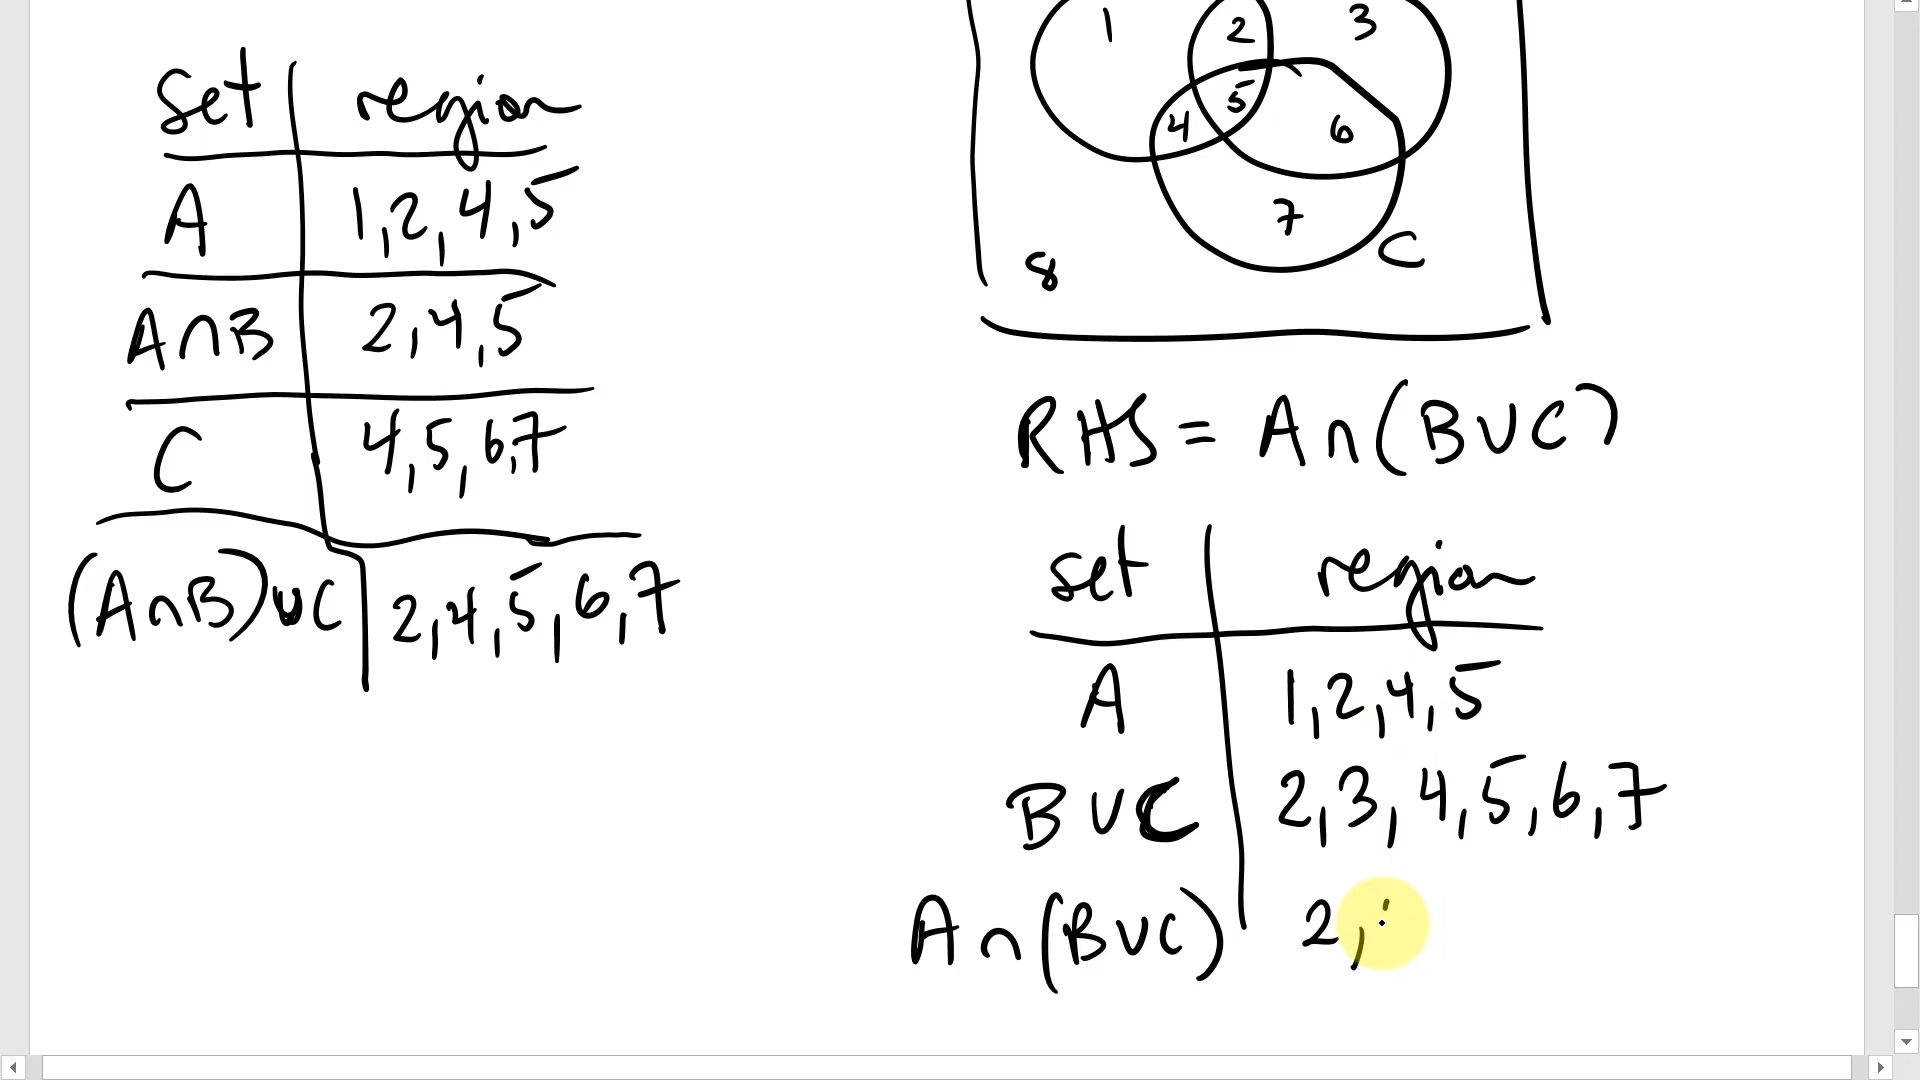 set region
A 1,2,4,5
A∩B 2,4,5
C 4,5,6,7
(A∩B)∪C 2,4,5,6,7
1 2 3
4 5 6
7
8 C
RHS = A∩(B∪C)
set region
A 1,2,4,5
B∪C 2,3,4,5,6,7
A∩(B∪C) 2,